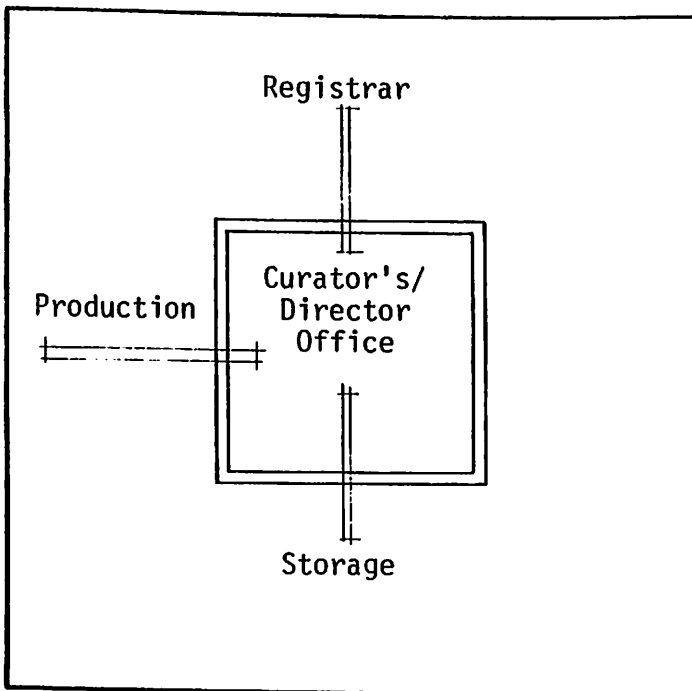 Registrar
Curator's/
Director
Office
Production
Storage